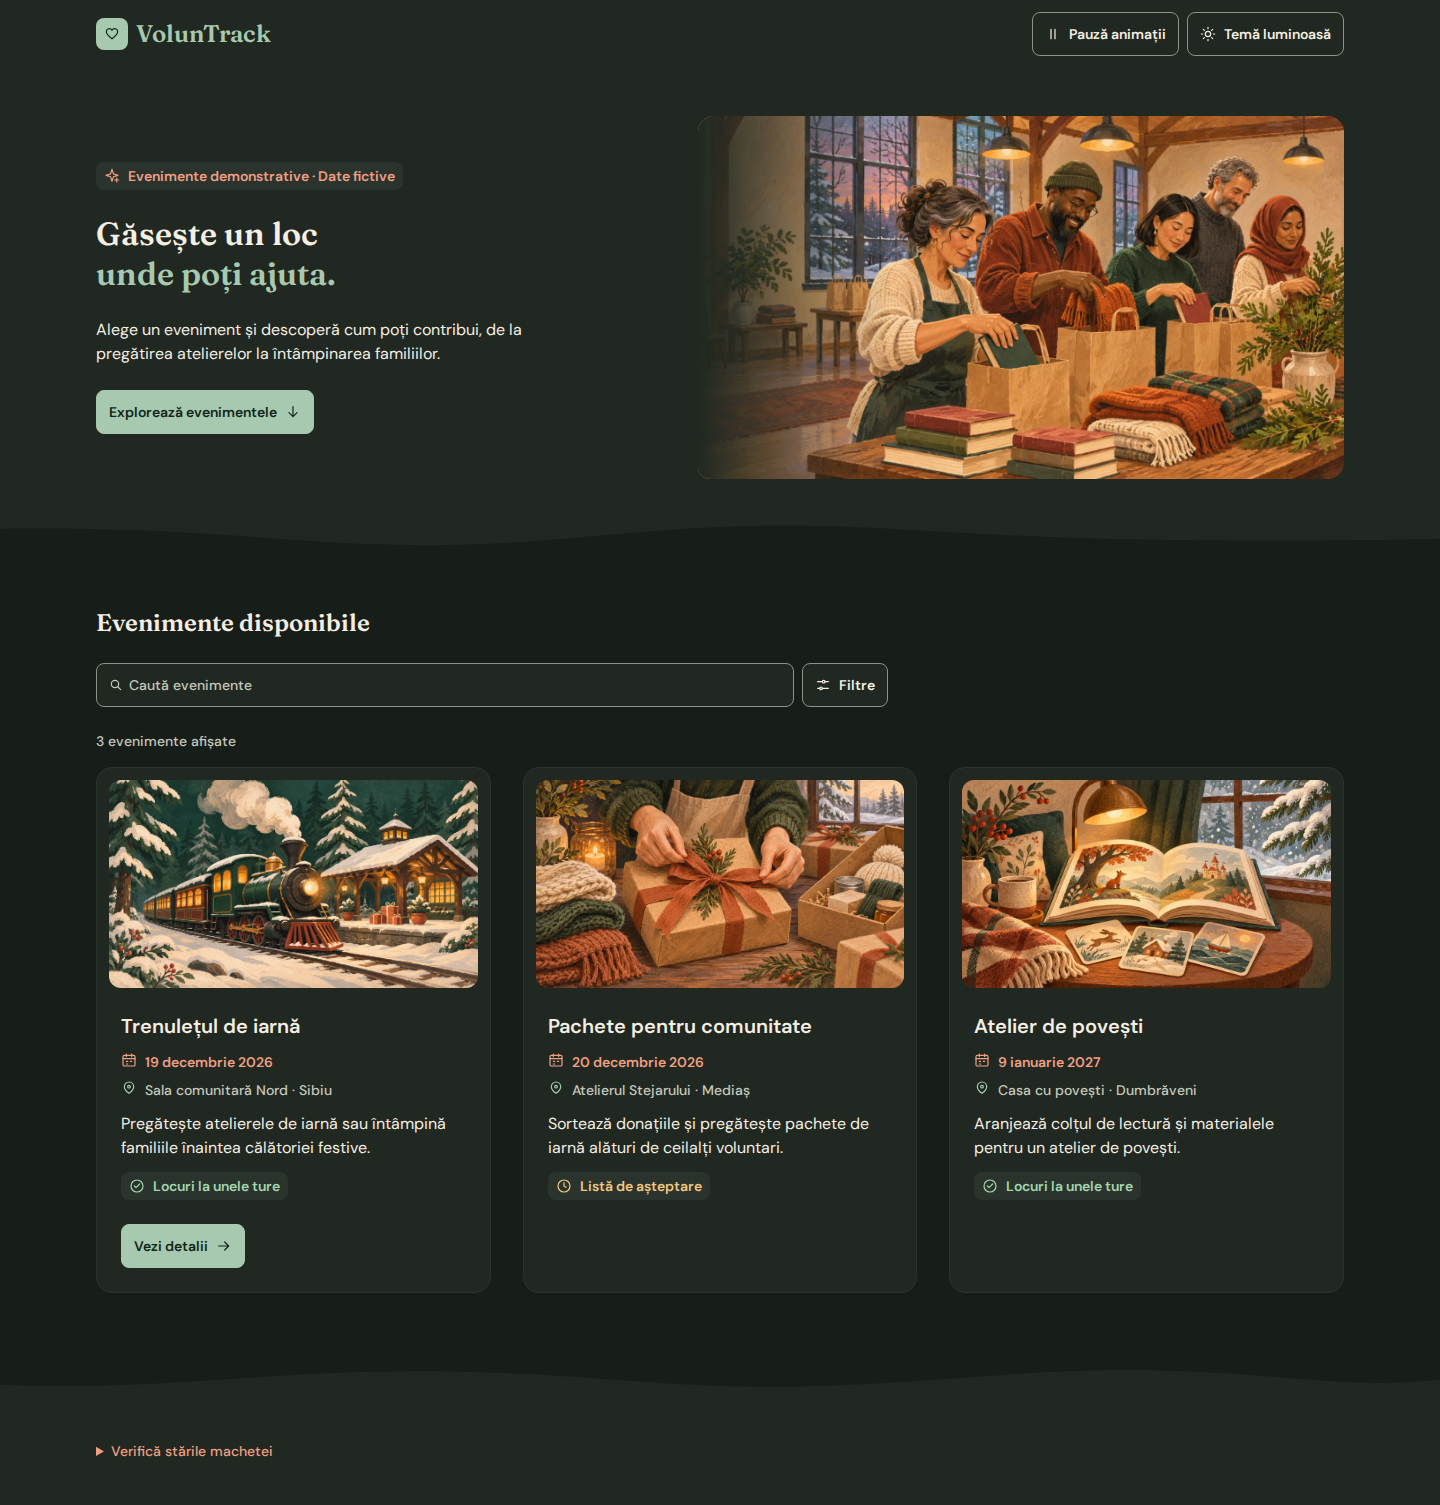 VolunTrack
Pauză animații
Temă luminoasă
Evenimente demonstrative · Date fictive
Găsește un loc
unde poți ajuta.
Alege un eveniment și descoperă cum poți contribui, de la
pregătirea atelierelor la întâmpinarea familiilor.
Explorează evenimentele
Evenimente disponibile
Caută evenimente
Filtre
3 evenimente afișate
Trenulețul de iarnă
19 decembrie 2026
Sala comunitară Nord · Sibiu
Pregătește atelierele de iarnă sau întâmpină
familiile înaintea călătoriei festive.
Locuri la unele ture
Vezi detalii
Pachete pentru comunitate
20 decembrie 2026
Atelierul Stejarului · Mediaș
Sortează donațiile și pregătește pachete de
iarnă alături de ceilalți voluntari.
Listă de așteptare
Atelier de povești
9 ianuarie 2027
Casa cu povești · Dumbrăveni
Aranjează colțul de lectură și materialele
pentru un atelier de povești.
Locuri la unele ture
Verifică stările machetei